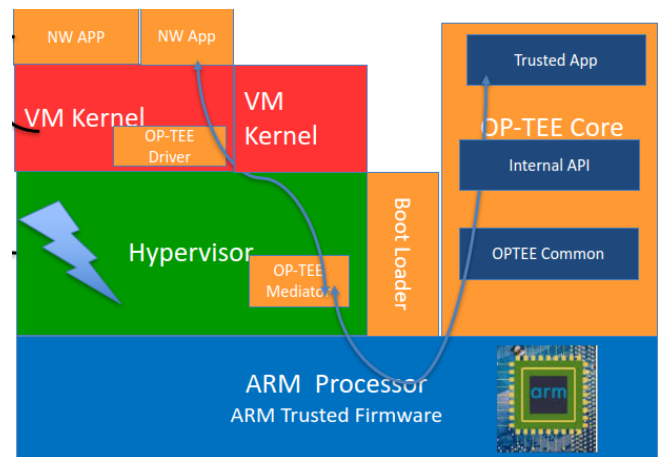 NW APP
NW App
VM Kernel
OP-TEE
Driver
VM
Kernel
Hypervisor
OP-TEE
Mediator
Boot Loader
Trusted App
OP-TEE Core
Internal API
OPTEE Common
ARM Processor
ARM Trusted Firmware
arm